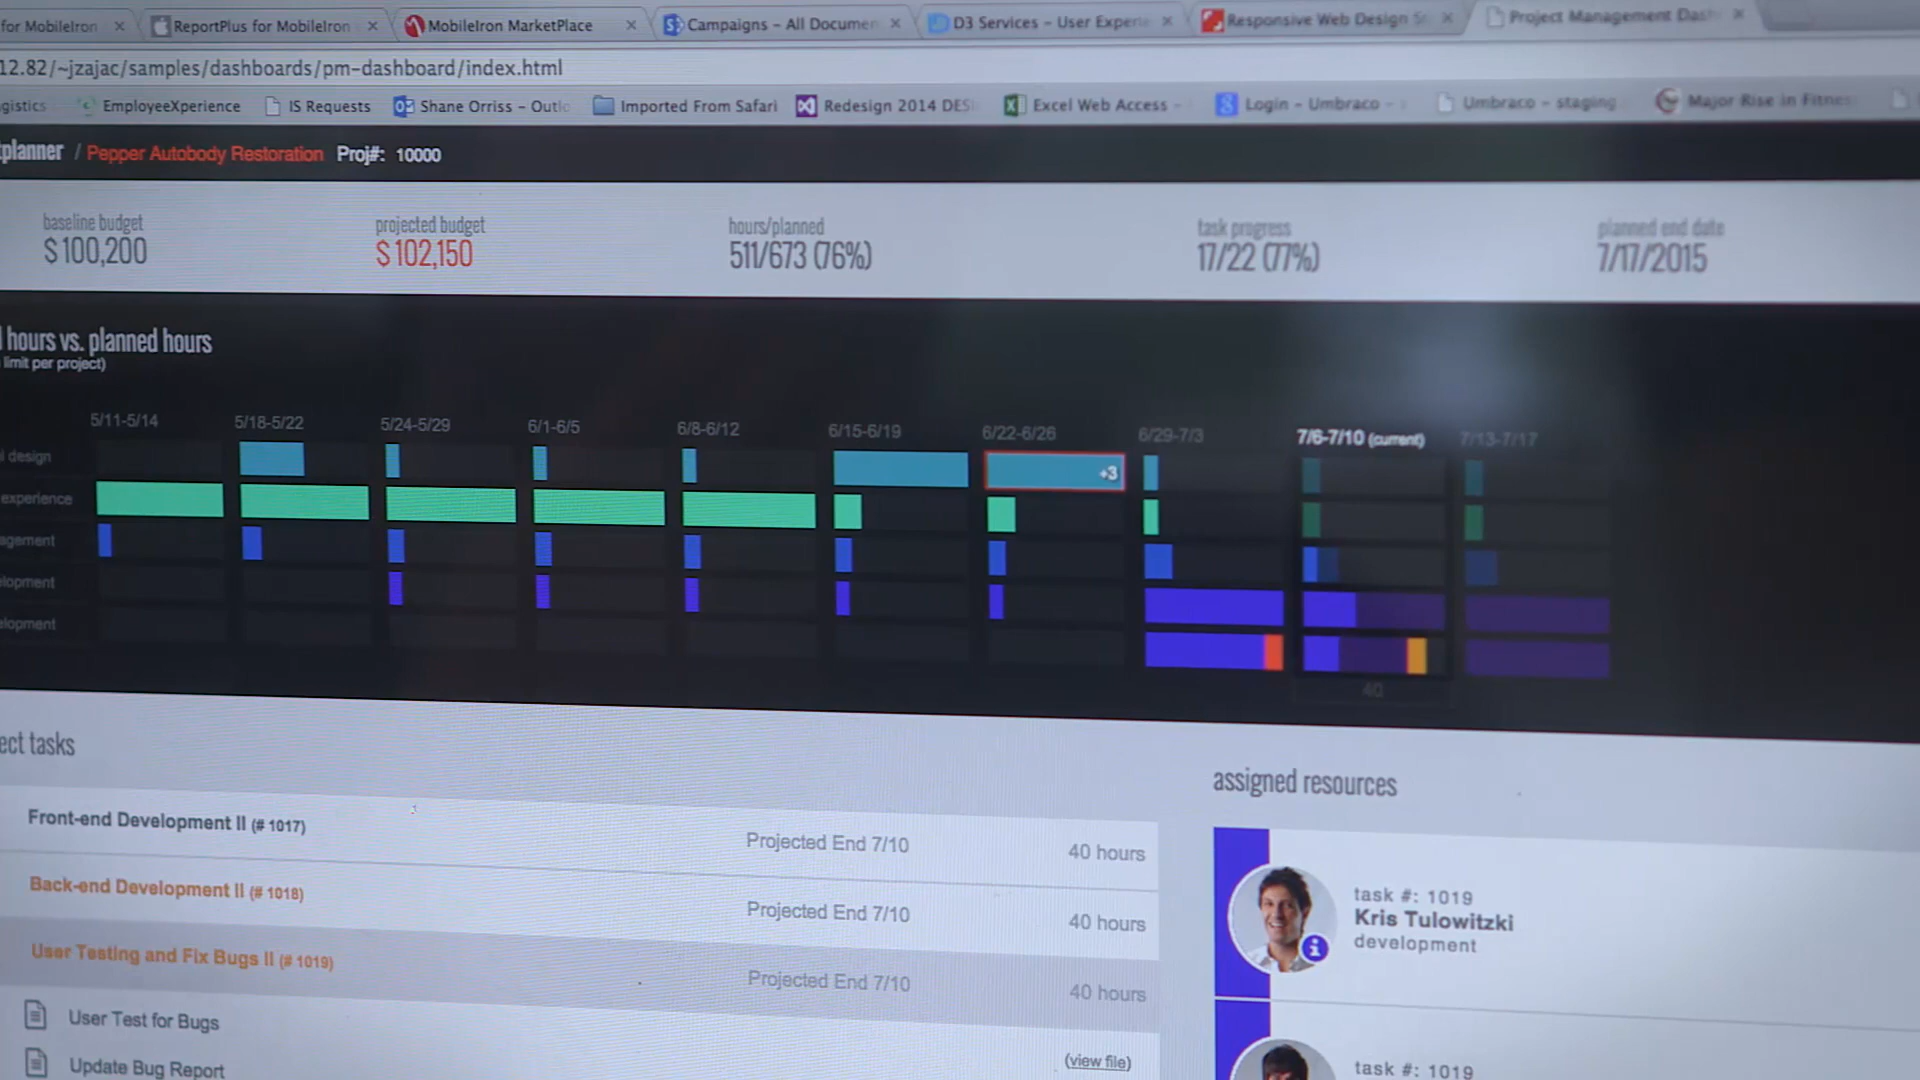 for MobileIron
ReportPlus for MobileIron
MobileIron MarketPlace
Campaigns - All Documen
D3 Services - User Experie
Responsive Web Design
Project Management Dash
12.82/~jzajac/samples/dashboards/pm-dashboard/index.html
gistics
EmployeeXperience
IS Requests
Shane Orriss - Outlo
Imported From Safari
Redesign 2014 DESI
Excel Web Access -
Login - Umbraco -
Umbraco - staging
Major Rise in Fitnes
planner / Pepper Autobody Restoration Proj#: 10000
baseline budget
$100,200
projected budget
$102,150
hours/planned
511/673 (76%)
task progress
17/22 (77%)
planned end date
7/17/2015
hours vs. planned hours
limit per project)
5/11-5/14 5/18-5/22 5/24-5/29 6/1-6/5 6/8-6/12 6/15-6/19 6/22-6/26 6/29-7/3 7/6-7/10 (current) 7/13-7/17
l design
+3
experience
agement
lopment
lopment
40
ect tasks
Front-end Development II (# 1017) Projected End 7/10 40 hours
Back-end Development II (# 1018) Projected End 7/10 40 hours
User Testing and Fix Bugs II (# 1019) Projected End 7/10 40 hours
User Test for Bugs
Update Bug Report (view file)
assigned resources
task #: 1019
Kris Tulowitzki
development
task #: 1019